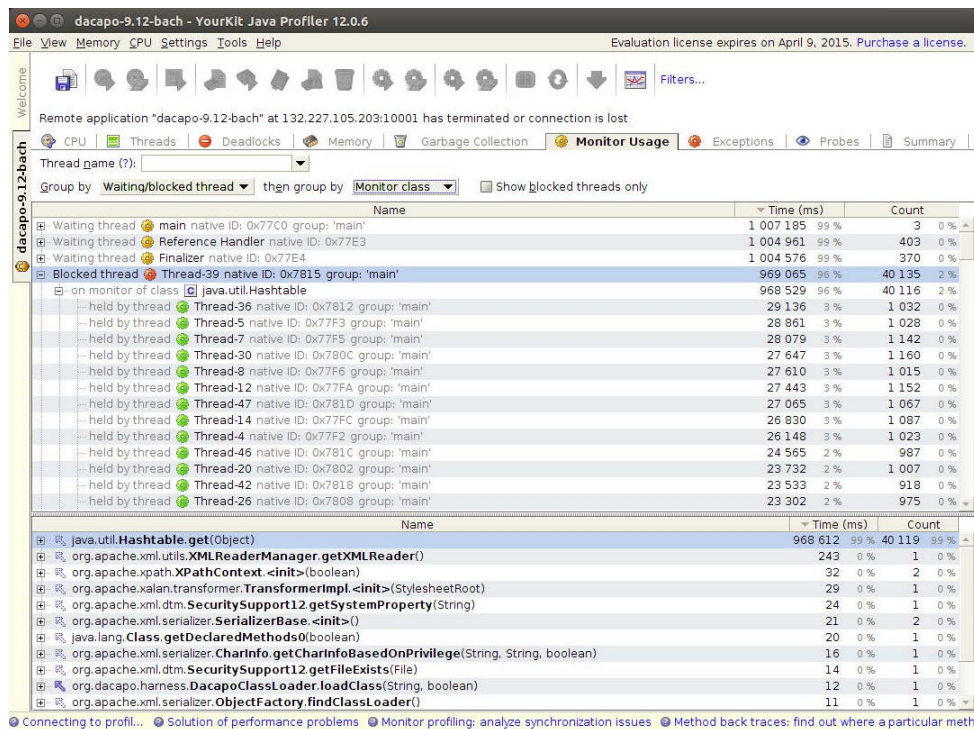 dacapo-9.12-bach - YourKit Java Profiler 12.0.6
File View Memory CPU Settings Tools Help Evaluation license expires on April 9, 2015. Purchase a license.
Welcome
dacapo-9.12-bach
Filters...
Remote application "dacapo-9.12-bach" at 132.227.105.203:10001 has terminated or connection is lost
CPU Threads Deadlocks Memory Garbage Collection Monitor Usage Exceptions Probes Summary
Thread name (?):
Group by Waiting/blocked thread then group by Monitor class Show blocked threads only
Name Time (ms) Count
Waiting thread main native ID: 0x77C0 group: 'main' 1 007 185 99 % 3 0 %
Waiting thread Reference Handler native ID: 0x77E3 1 004 961 99 % 403 0 %
Waiting thread Finalizer native ID: 0x77E4 1 004 576 99 % 370 0 %
Blocked thread Thread-39 native ID: 0x7815 group: 'main' 969 065 96 % 40 135 2 %
on monitor of class C java.util.Hashtable 968 529 96 % 40 116 2 %
held by thread Thread-36 native ID: 0x7812 group: 'main' 29 136 3 % 1 032 0 %
held by thread Thread-5 native ID: 0x77F3 group: 'main' 28 861 3 % 1 028 0 %
held by thread Thread-7 native ID: 0x77F5 group: 'main' 28 079 3 % 1 142 0 %
held by thread Thread-30 native ID: 0x780C group: 'main' 27 647 3 % 1 160 0 %
held by thread Thread-8 native ID: 0x77F6 group: 'main' 27 610 3 % 1 015 0 %
held by thread Thread-12 native ID: 0x77FA group: 'main' 27 443 3 % 1 152 0 %
held by thread Thread-47 native ID: 0x781D group: 'main' 27 065 3 % 1 067 0 %
held by thread Thread-14 native ID: 0x77FC group: 'main' 26 830 3 % 1 087 0 %
held by thread Thread-4 native ID: 0x77F2 group: 'main' 26 148 3 % 1 023 0 %
held by thread Thread-46 native ID: 0x781C group: 'main' 24 565 2 % 987 0 %
held by thread Thread-20 native ID: 0x7802 group: 'main' 23 732 2 % 1 007 0 %
held by thread Thread-42 native ID: 0x7818 group: 'main' 23 533 2 % 918 0 %
held by thread Thread-26 native ID: 0x7808 group: 'main' 23 302 2 % 975 0 %
Name Time (ms) Count
java.util.Hashtable.get(Object) 968 612 99 % 40 119 99 %
org.apache.xml.utils.XMLReaderManager.getXMLReader() 243 0 % 1 0 %
org.apache.xpath.XPathContext.<init>(boolean) 32 0 % 2 0 %
org.apache.xalan.transformer.TransformerImpl.<init>(StylesheetRoot) 29 0 % 1 0 %
org.apache.xml.dtm.SecuritySupport12.getSystemProperty(String) 24 0 % 1 0 %
org.apache.xml.serializer.SerializerBase.<init>() 21 0 % 2 0 %
java.lang.Class.getDeclaredMethods0(boolean) 20 0 % 1 0 %
org.apache.xml.serializer.CharInfo.getCharInfoBasedOnPrivilege(String, String, boolean) 16 0 % 1 0 %
org.apache.xml.dtm.SecuritySupport12.getFileExists(File) 14 0 % 1 0 %
org.dacapo.harness.DacapoClassLoader.loadClass(String, boolean) 12 0 % 1 0 %
org.apache.xml.serializer.ObjectFactory.findClassLoader() 11 0 % 1 0 %
Connecting to profil... Solution of performance problems Monitor profiling: analyze synchronization issues Method back traces: find out where a particular meth